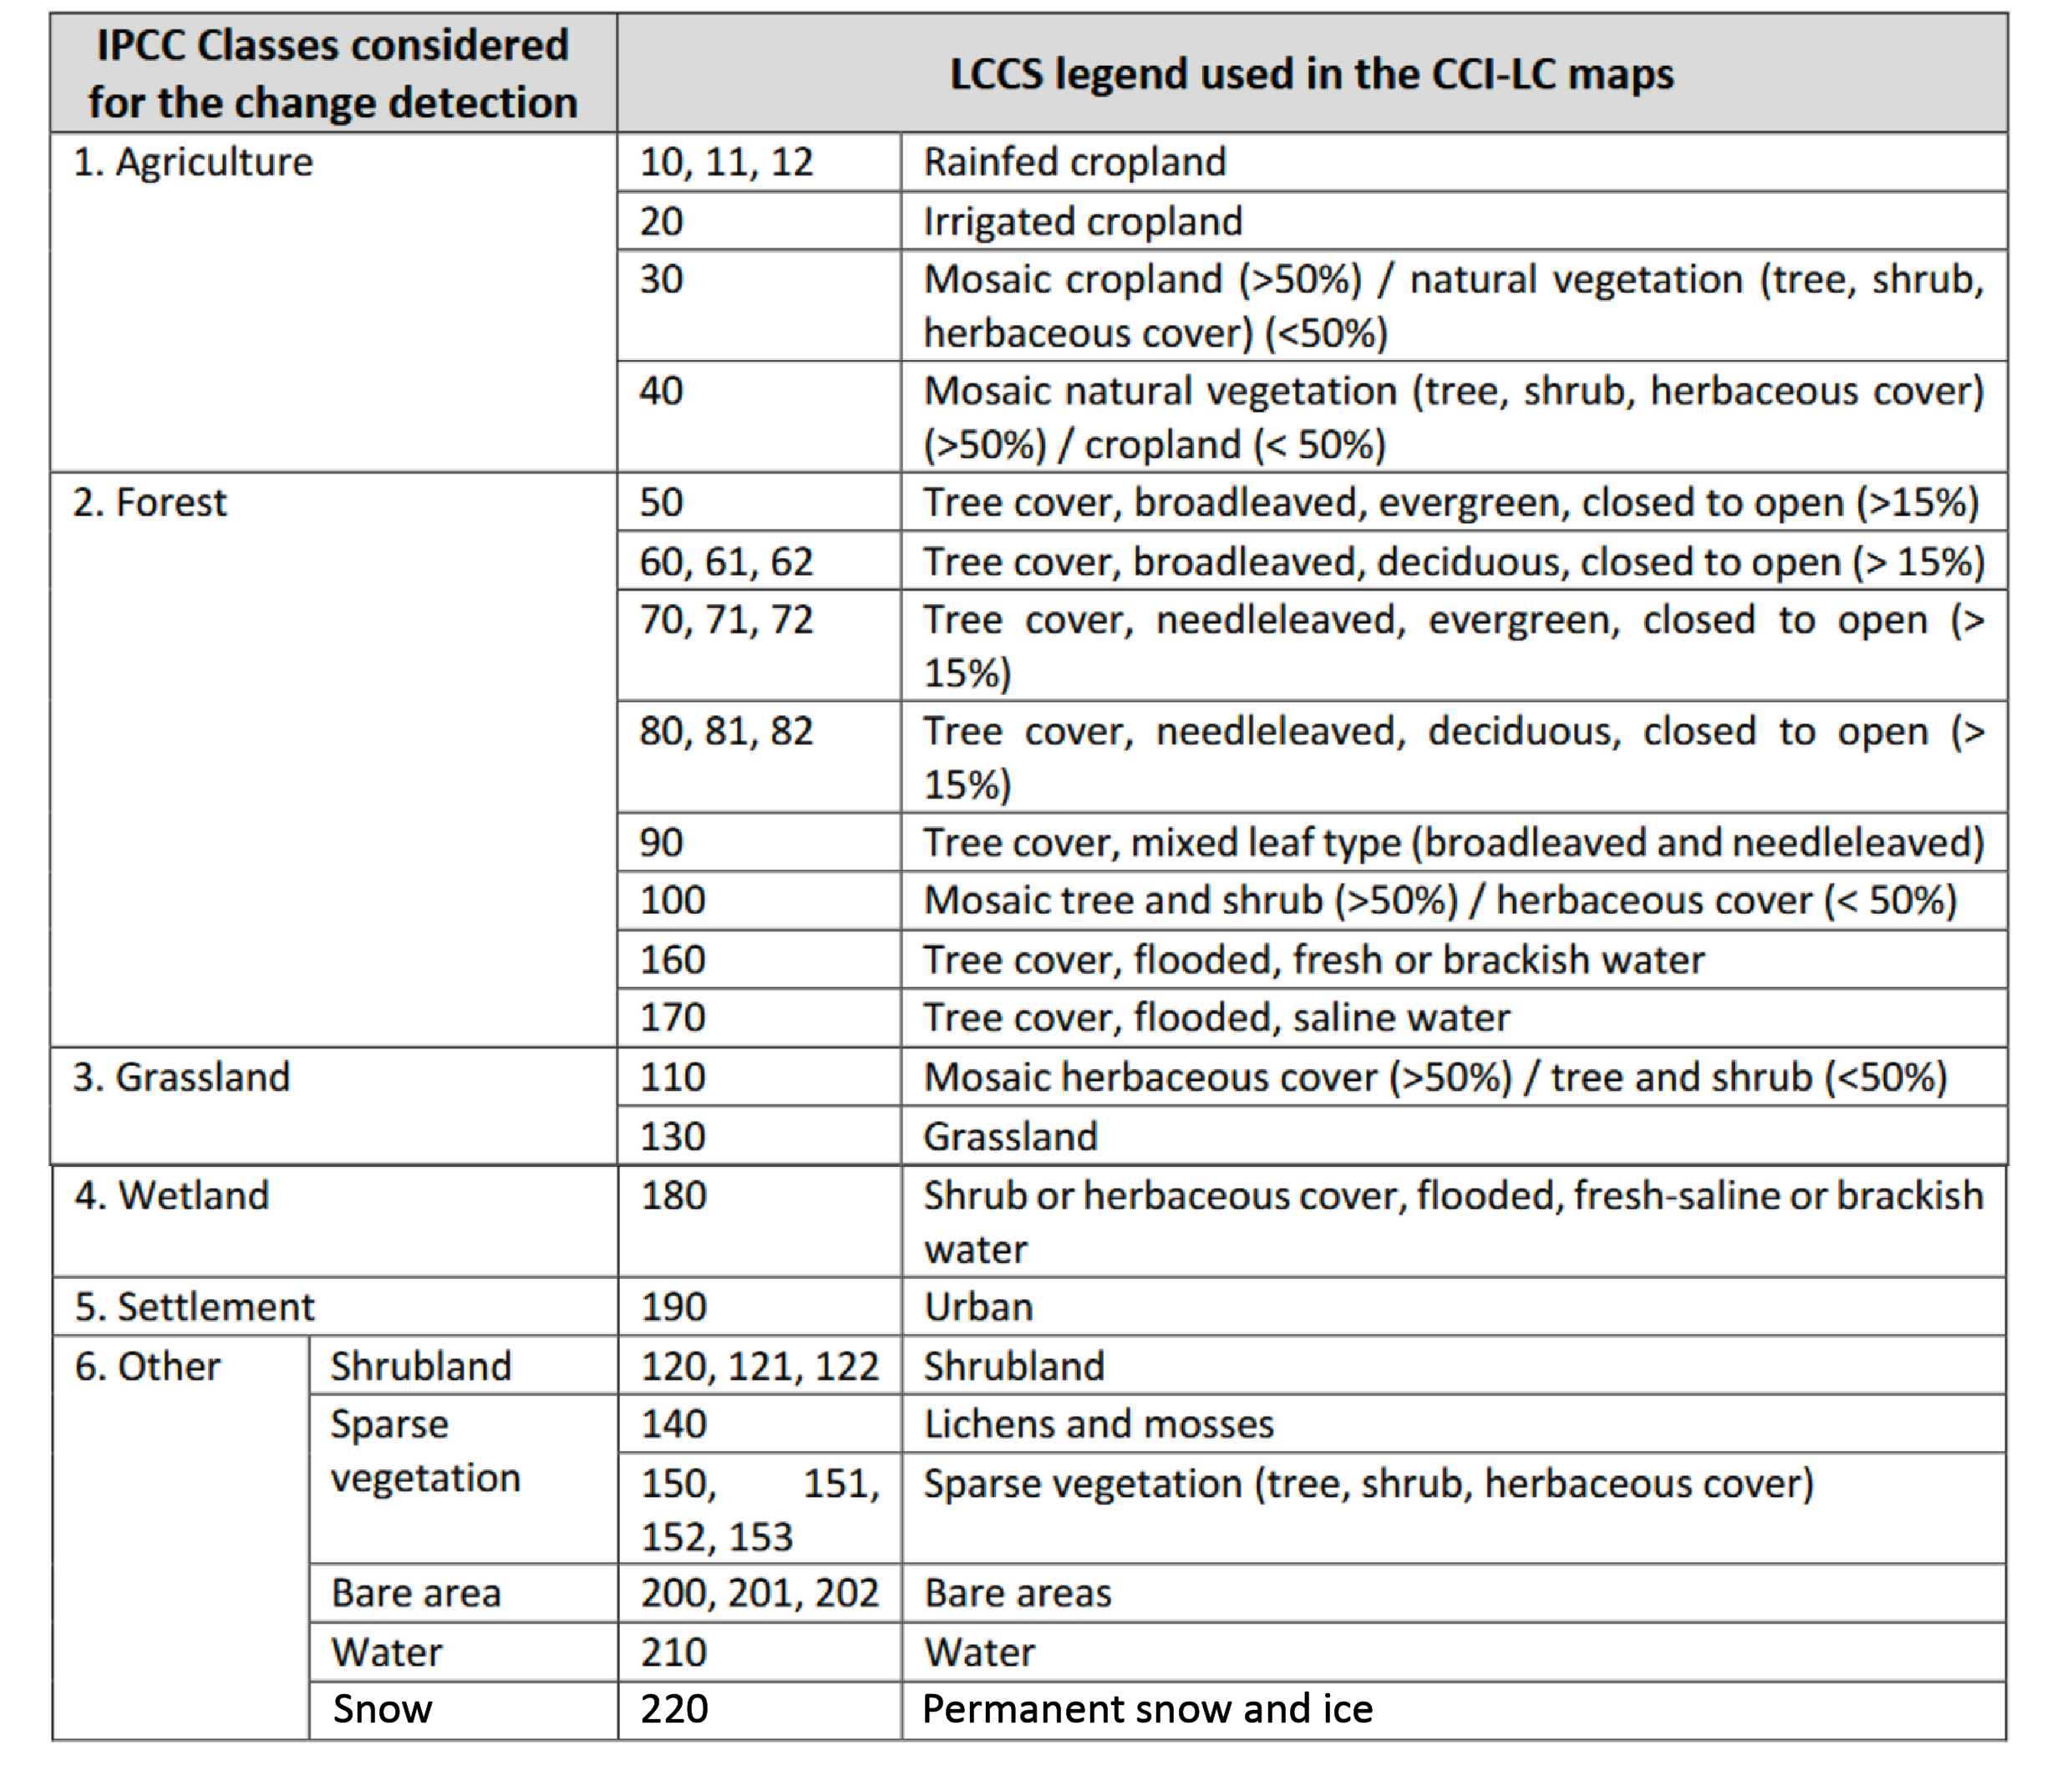 IPCC Classes considered
for the change detection
LCCS legend used in the CCI-LC maps
1. Agriculture
10, 11, 12
Rainfed cropland
20
Irrigated cropland
30
Mosaic cropland (>50%) / natural vegetation (tree, shrub,
herbaceous cover) (<50%)
40
Mosaic natural vegetation (tree, shrub, herbaceous cover)
(>50%) / cropland (< 50%)
2. Forest
50
Tree cover, broadleaved, evergreen, closed to open (>15%)
60, 61, 62
Tree cover, broadleaved, deciduous, closed to open (> 15%)
70, 71, 72
Tree cover, needleleaved, evergreen, closed to open (>
15%)
80, 81, 82
Tree cover, needleleaved, deciduous, closed to open (>
15%)
90
Tree cover, mixed leaf type (broadleaved and needleleaved)
100
Mosaic tree and shrub (>50%) / herbaceous cover (< 50%)
160
Tree cover, flooded, fresh or brackish water
170
Tree cover, flooded, saline water
3. Grassland
110
Mosaic herbaceous cover (>50%) / tree and shrub (<50%)
130
Grassland
4. Wetland
180
Shrub or herbaceous cover, flooded, fresh-saline or brackish
water
5. Settlement
190
Urban
6. Other
Shrubland
120, 121, 122
Shrubland
Sparse
vegetation
140
Lichens and mosses
150, 151,
152, 153
Sparse vegetation (tree, shrub, herbaceous cover)
Bare area
200, 201, 202
Bare areas
Water
210
Water
Snow
220
Permanent snow and ice